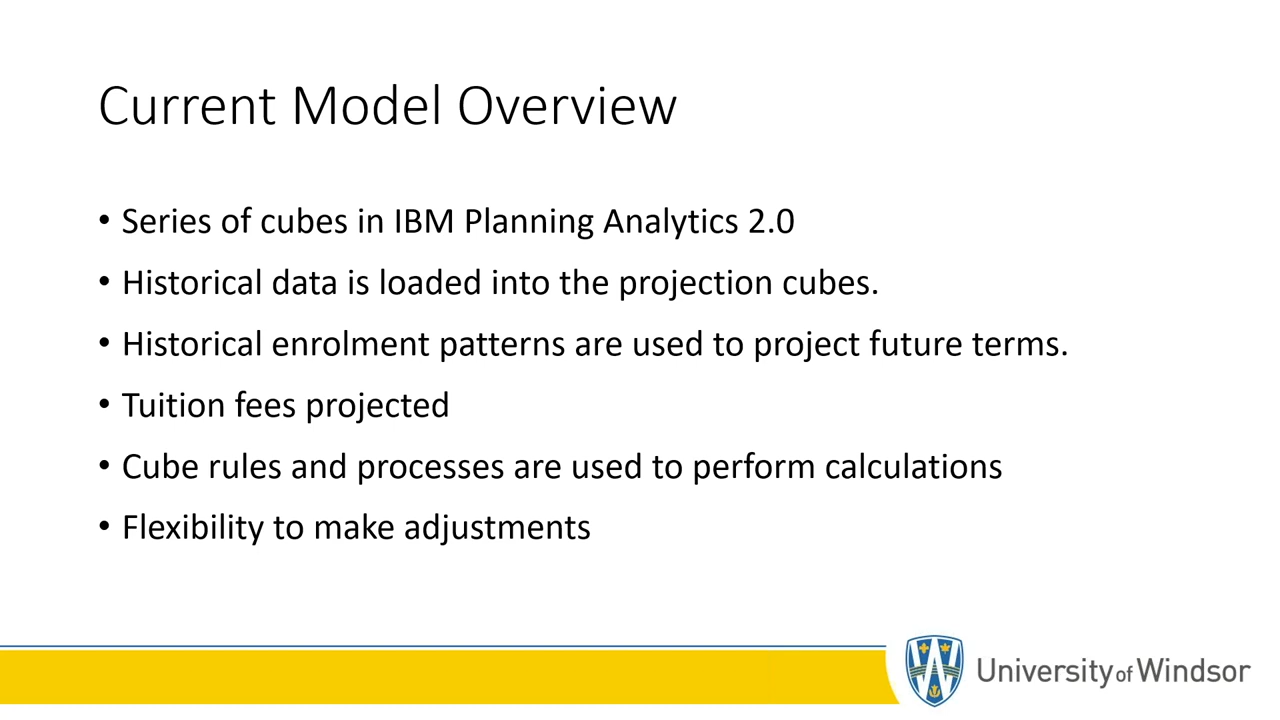 Current Model Overview
• Series of cubes in IBM Planning Analytics 2.0
• Historical data is loaded into the projection cubes.
• Historical enrolment patterns are used to project future terms.
• Tuition fees projected
• Cube rules and processes are used to perform calculations
• Flexibility to make adjustments
University of Windsor